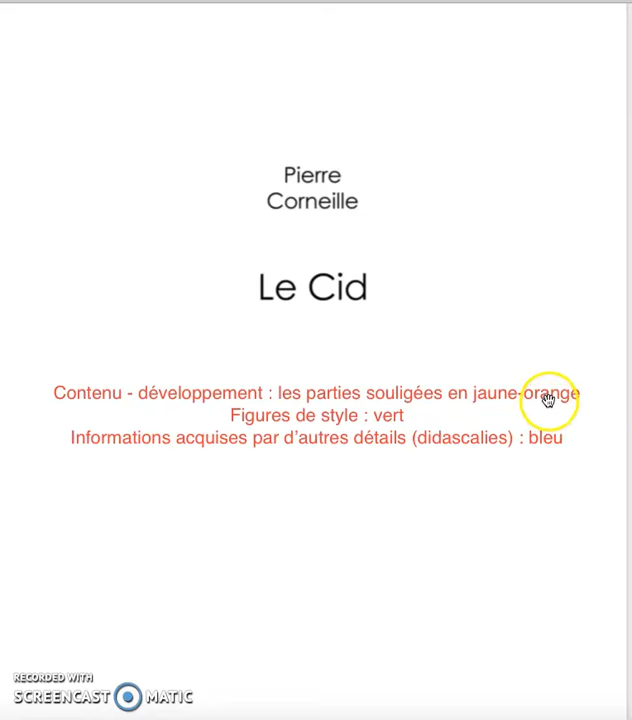 Pierre
Corneille
Le Cid
Contenu - développement : les parties souligées en jaune-orange
Figures de style : vert
Informations acquises par d'autres détails (didascalies) : bleu
RECORDED WITH
SCREENCAST MATIC